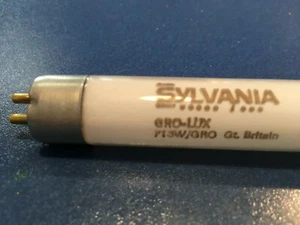 SYLVANIA
GRO-LUX
F13W/GRO Gt. Britain